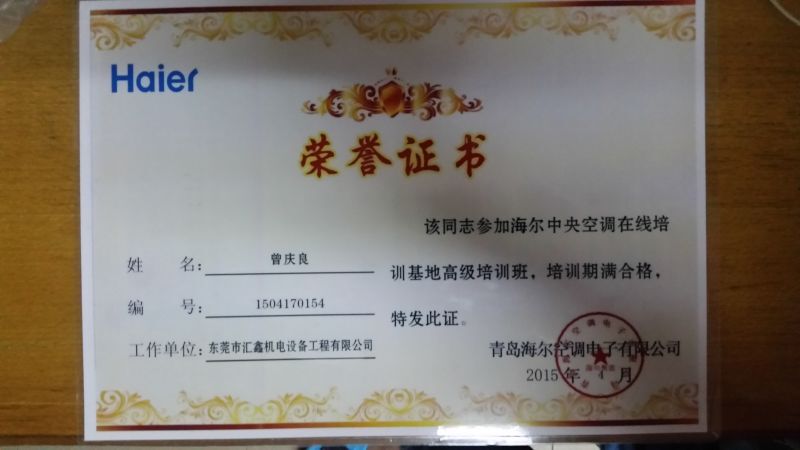 Haier
荣誉证书
姓 名: 曾庆良
编 号: 1504170154
工作单位: 东莞市汇鑫机电设备工程有限公司
该同志参加海尔中央空调在线培
训基地高级培训班，培训期满合格，
特发此证。
青岛海尔空调电子有限公司
2015 年 4 月